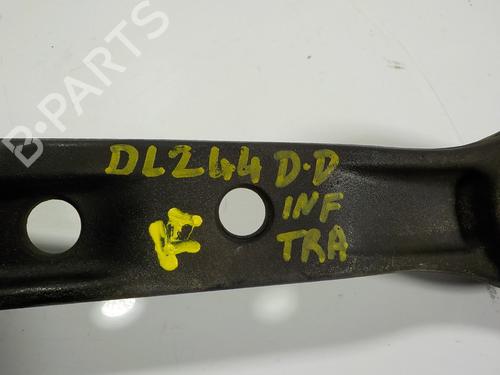 B-PARTS
DL244 D.D
INF
TRA